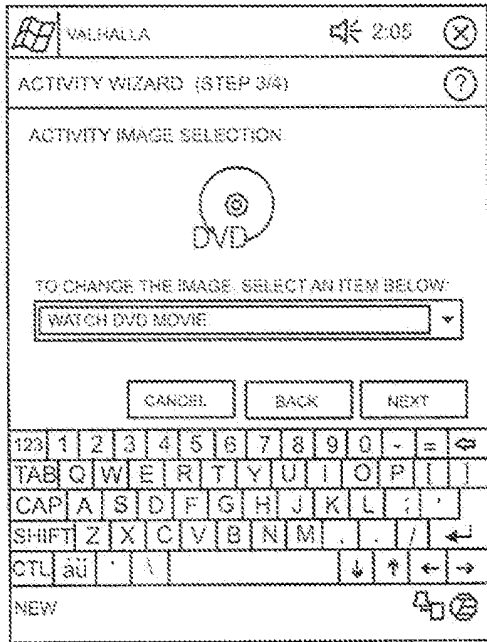 VALHALLA 2:05
ACTIVITY WIZARD (STEP 3/4) ?
ACTIVITY IMAGE SELECTION
DVD
TO CHANGE THE IMAGE, SELECT AN ITEM BELOW:
WATCH DVD MOVIE
CANCEL BACK NEXT
123 1 2 3 4 5 6 7 8 9 0 - =
TAB Q W E R T Y U I O P [ ]
CAP A S D F G H J K L ; '
SHIFT Z X C V B N M , . /
CTL áü ` \
NEW